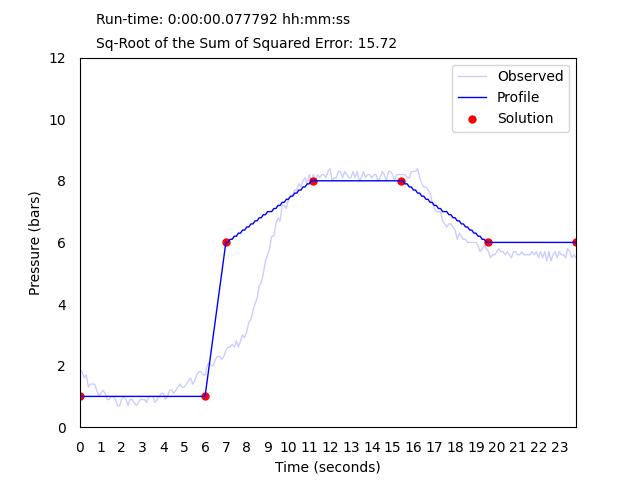 Run-time: 0:00:00.077792 hh:mm:ss
Sq-Root of the Sum of Squared Error: 15.72
12
10
8
6
4
2
0
Pressure (bars)
Observed
Profile
Solution
0 1 2 3 4 5 6 7 8 9 10 11 12 13 14 15 16 17 18 19 20 21 22 23
Time (seconds)